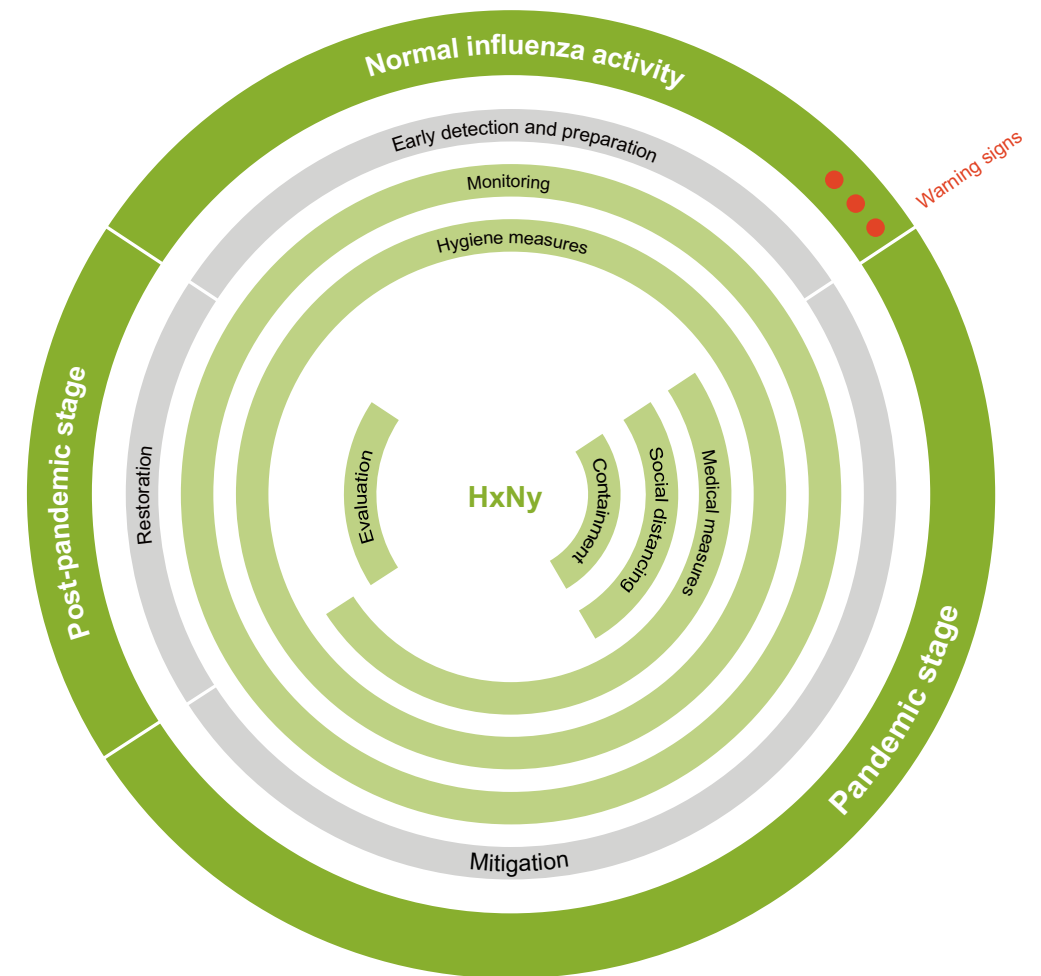 Normal influenza activity
Warning signs
Early detection and preparation
Monitoring
Hygiene measures
Post-pandemic stage
Restoration
Evaluation
HxNy
Containment
Social distancing
Medical measures
Pandemic stage
Mitigation